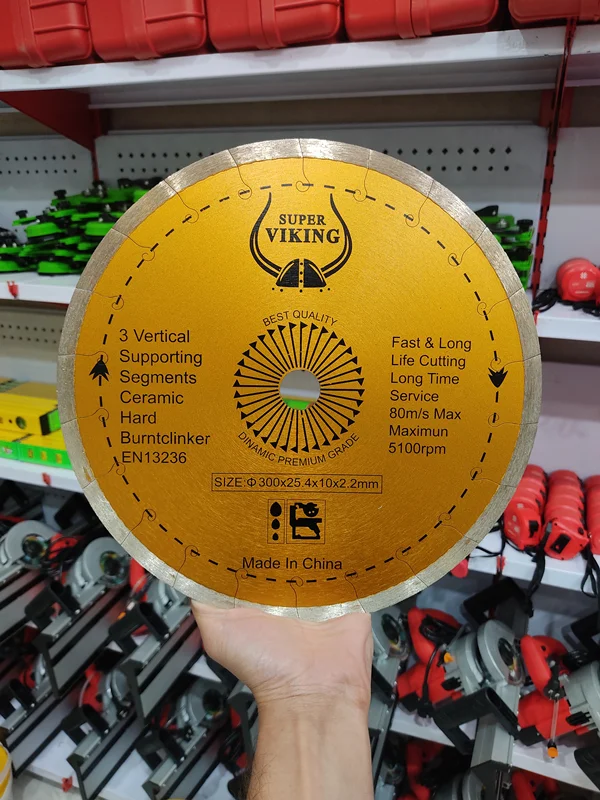 SUPER
VIKING
BEST QUALITY
3 Vertical
Supporting
Segments
Ceramic
Hard
Burntclinker
EN13236
Fast & Long
Life Cutting
Long Time
Service
80m/s Max
Maximun
5100rpm
DINAMIC PREMIUM GRADE
SIZE:Φ300x25.4x10x2.2mm
Made In China